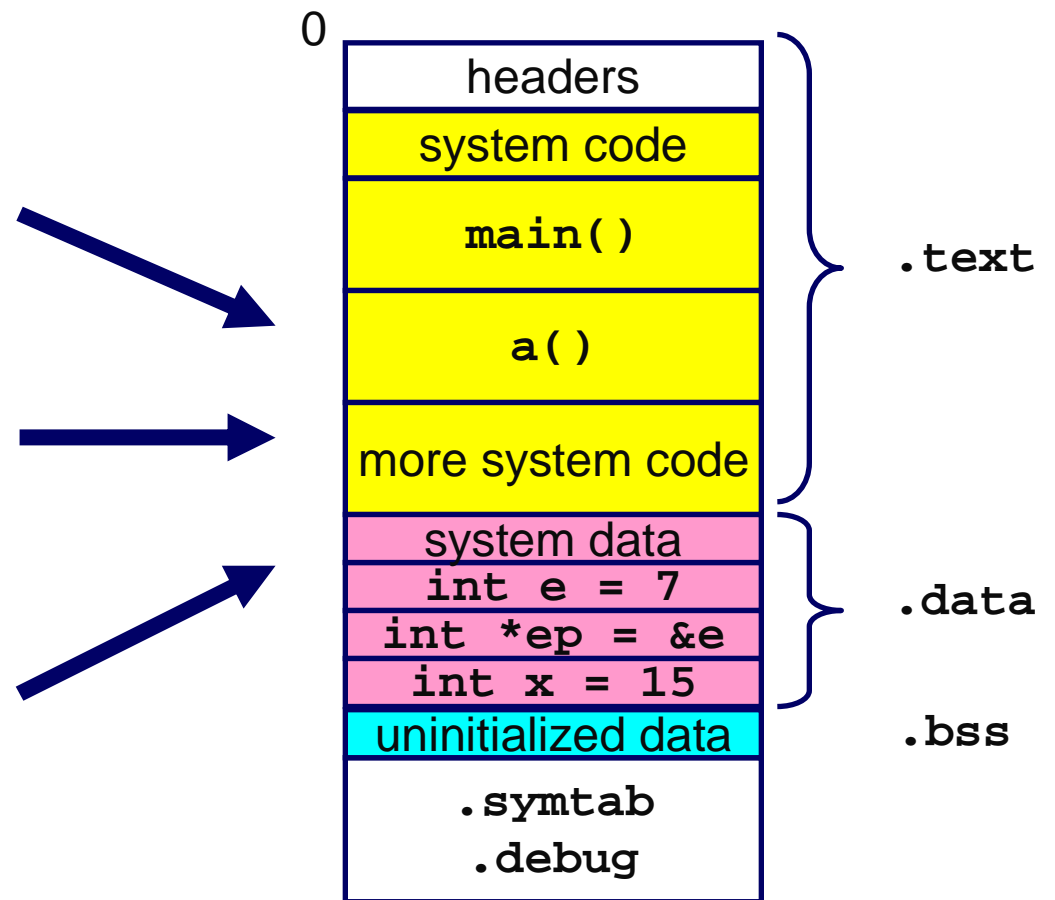 0
headers
system code
main()
a()
more system code
.text
system data
int e = 7
int *ep = &e
int x = 15
.data
uninitialized data
.bss
.symtab
.debug